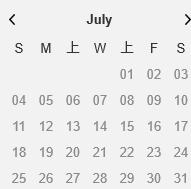 July
S M 上 W 上 F S
01 02 03
04 05 06 07 08 09 10
11 12 13 14 15 16 17
18 19 20 21 22 23 24
25 26 27 28 29 30 31